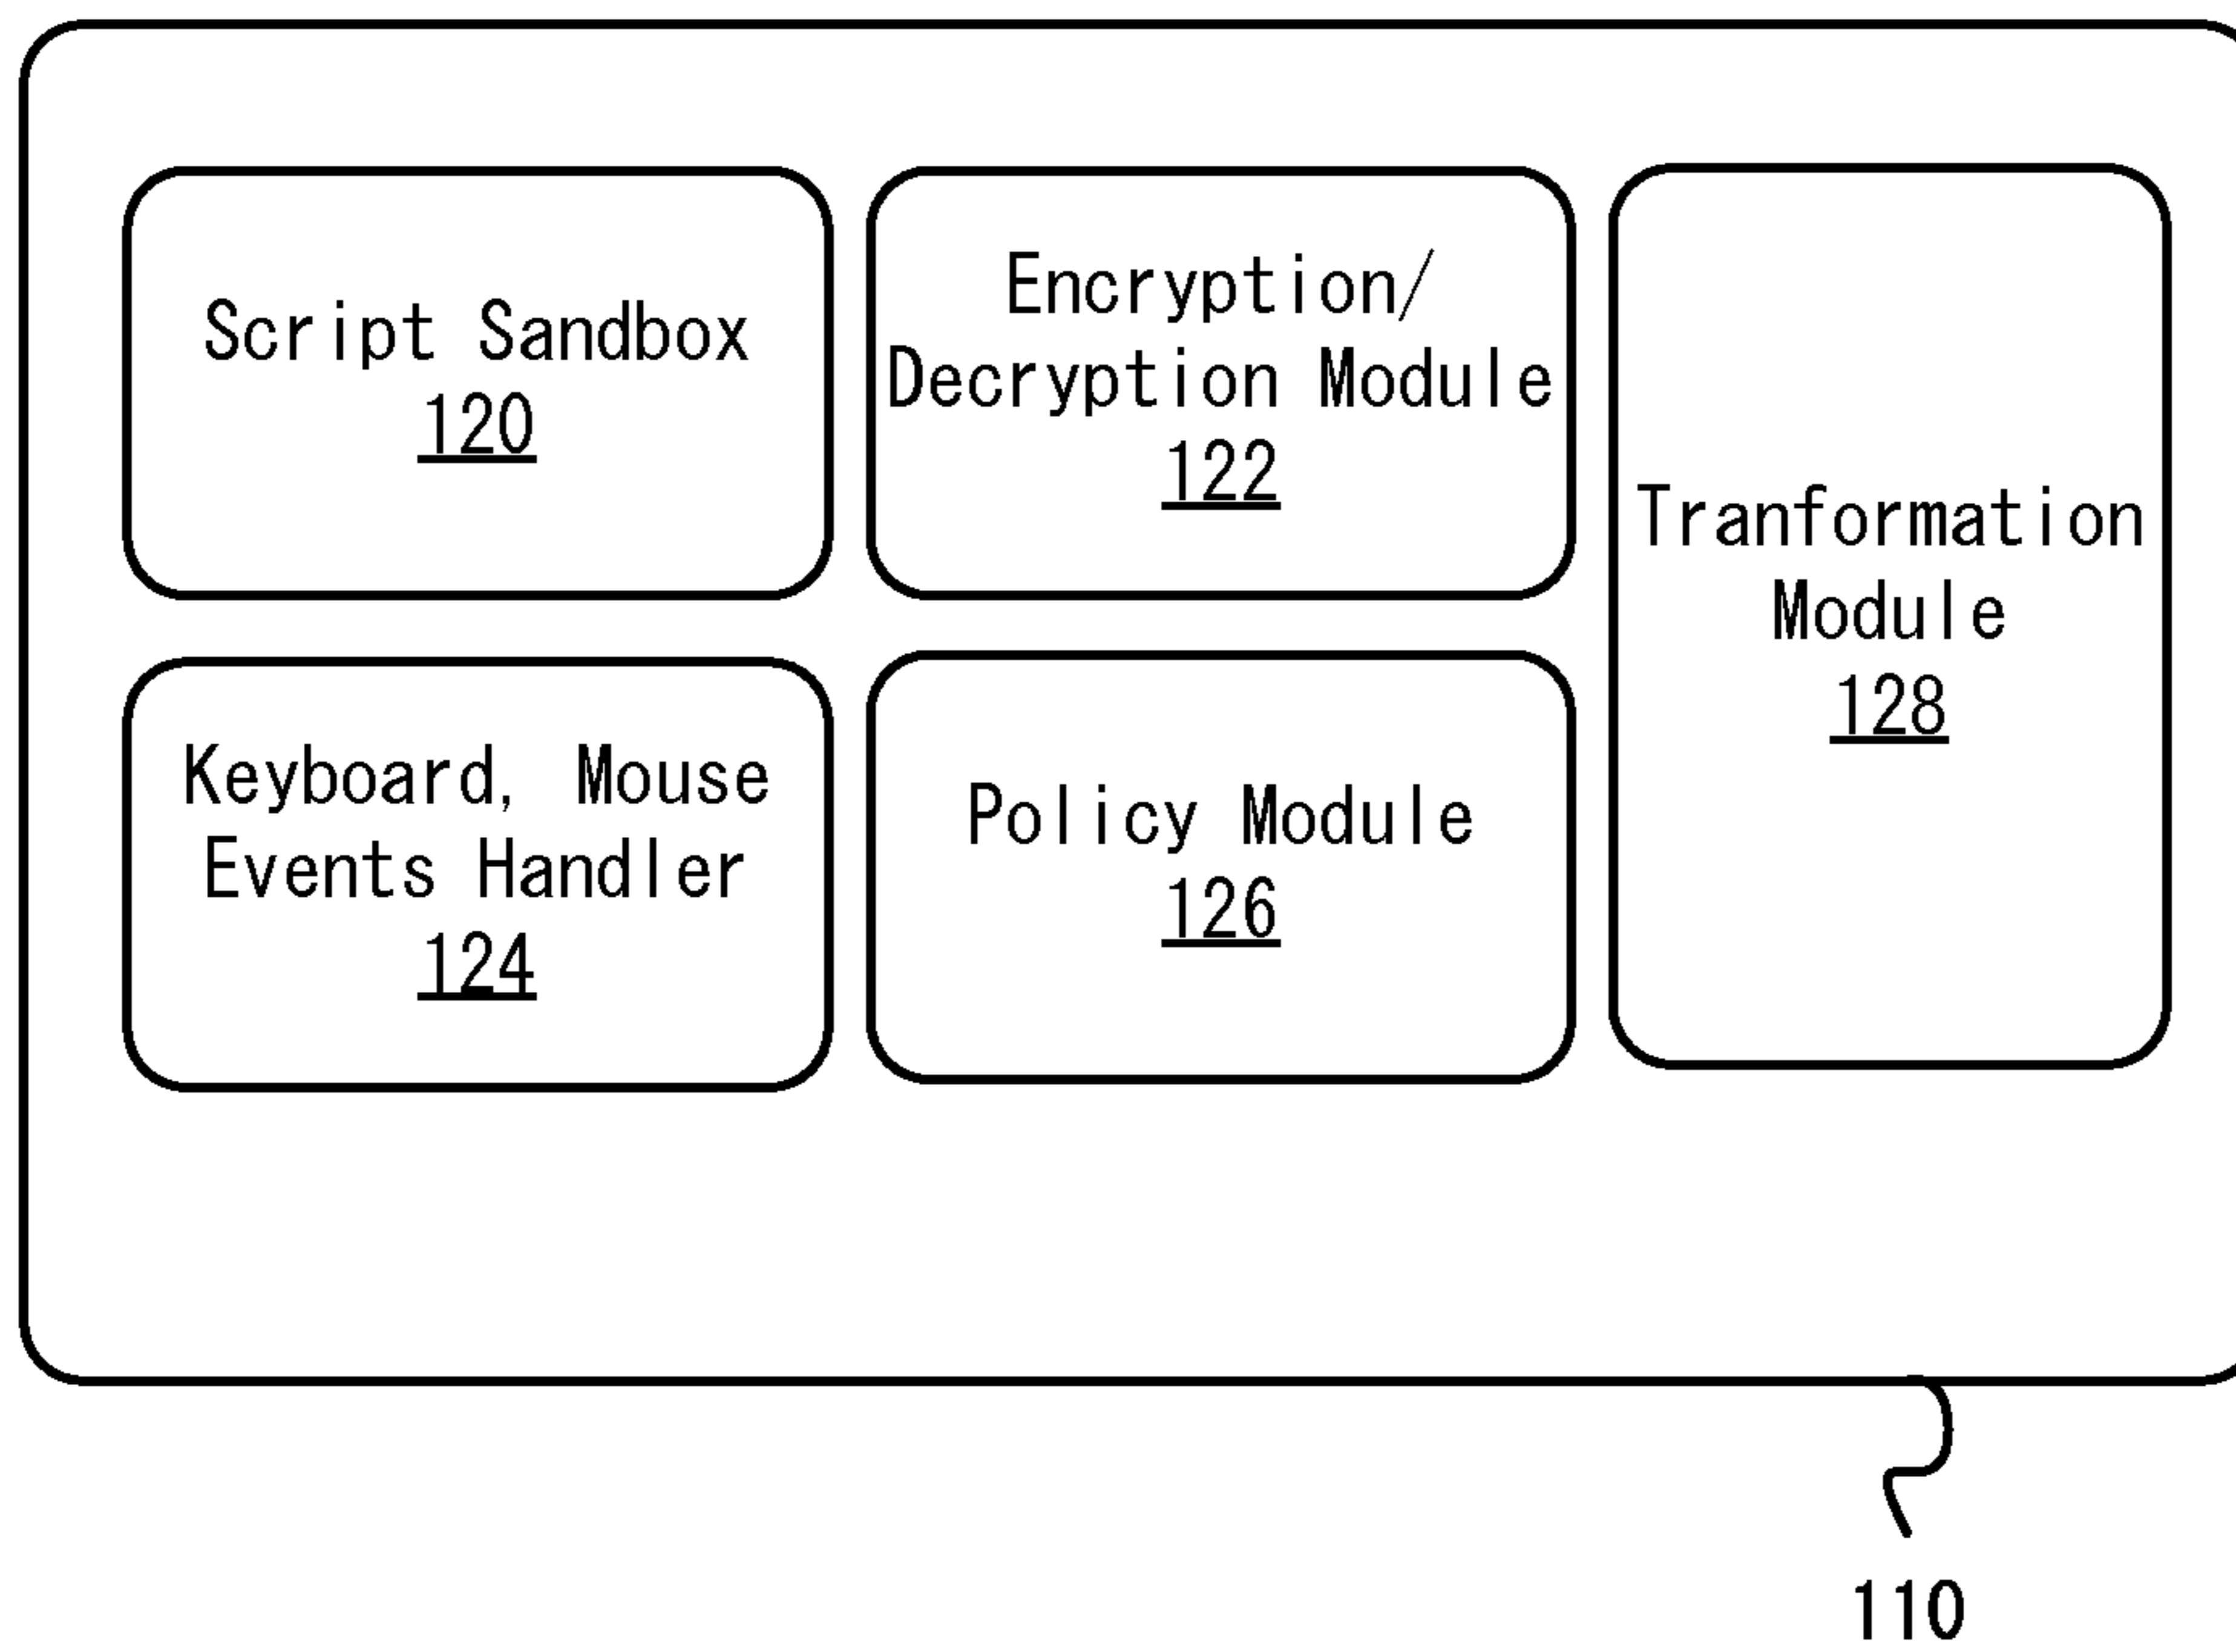 Script Sandbox
120
Encryption/
Decryption Module
122
Tranformation
Module
128
Keyboard, Mouse
Events Handler
124
Policy Module
126
110